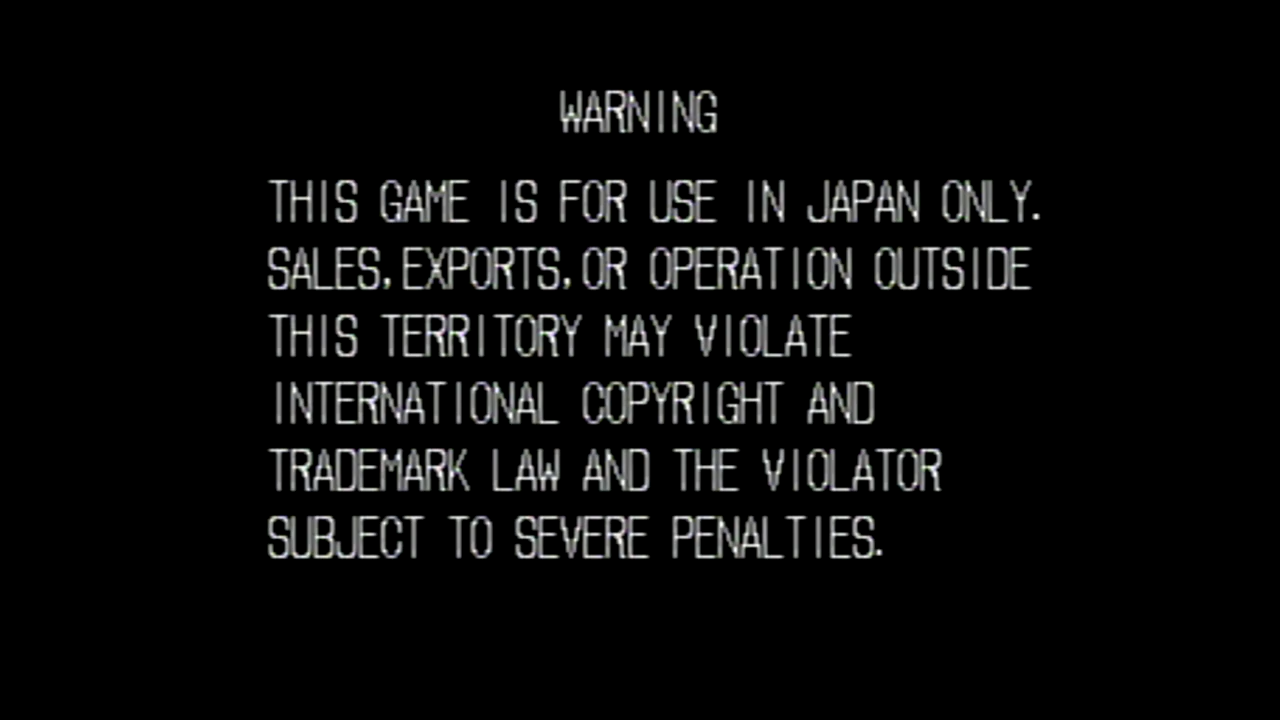 WARNING
THIS GAME IS FOR USE IN JAPAN ONLY.
SALES,EXPORTS,OR OPERATION OUTSIDE
THIS TERRITORY MAY VIOLATE
INTERNATIONAL COPYRIGHT AND
TRADEMARK LAW AND THE VIOLATOR
SUBJECT TO SEVERE PENALTIES.